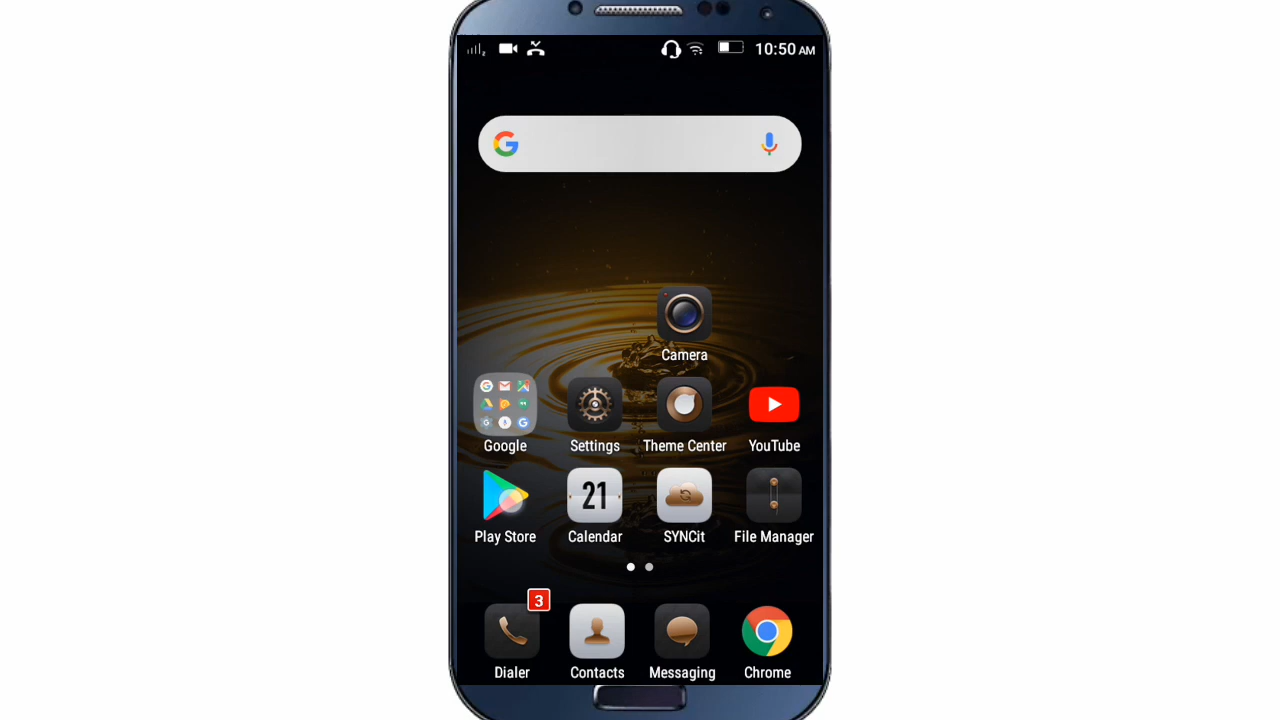 10:50 AM
Camera
Google Settings Theme Center YouTube
21
Play Store Calendar SYNCit File Manager
3
Dialer Contacts Messaging Chrome